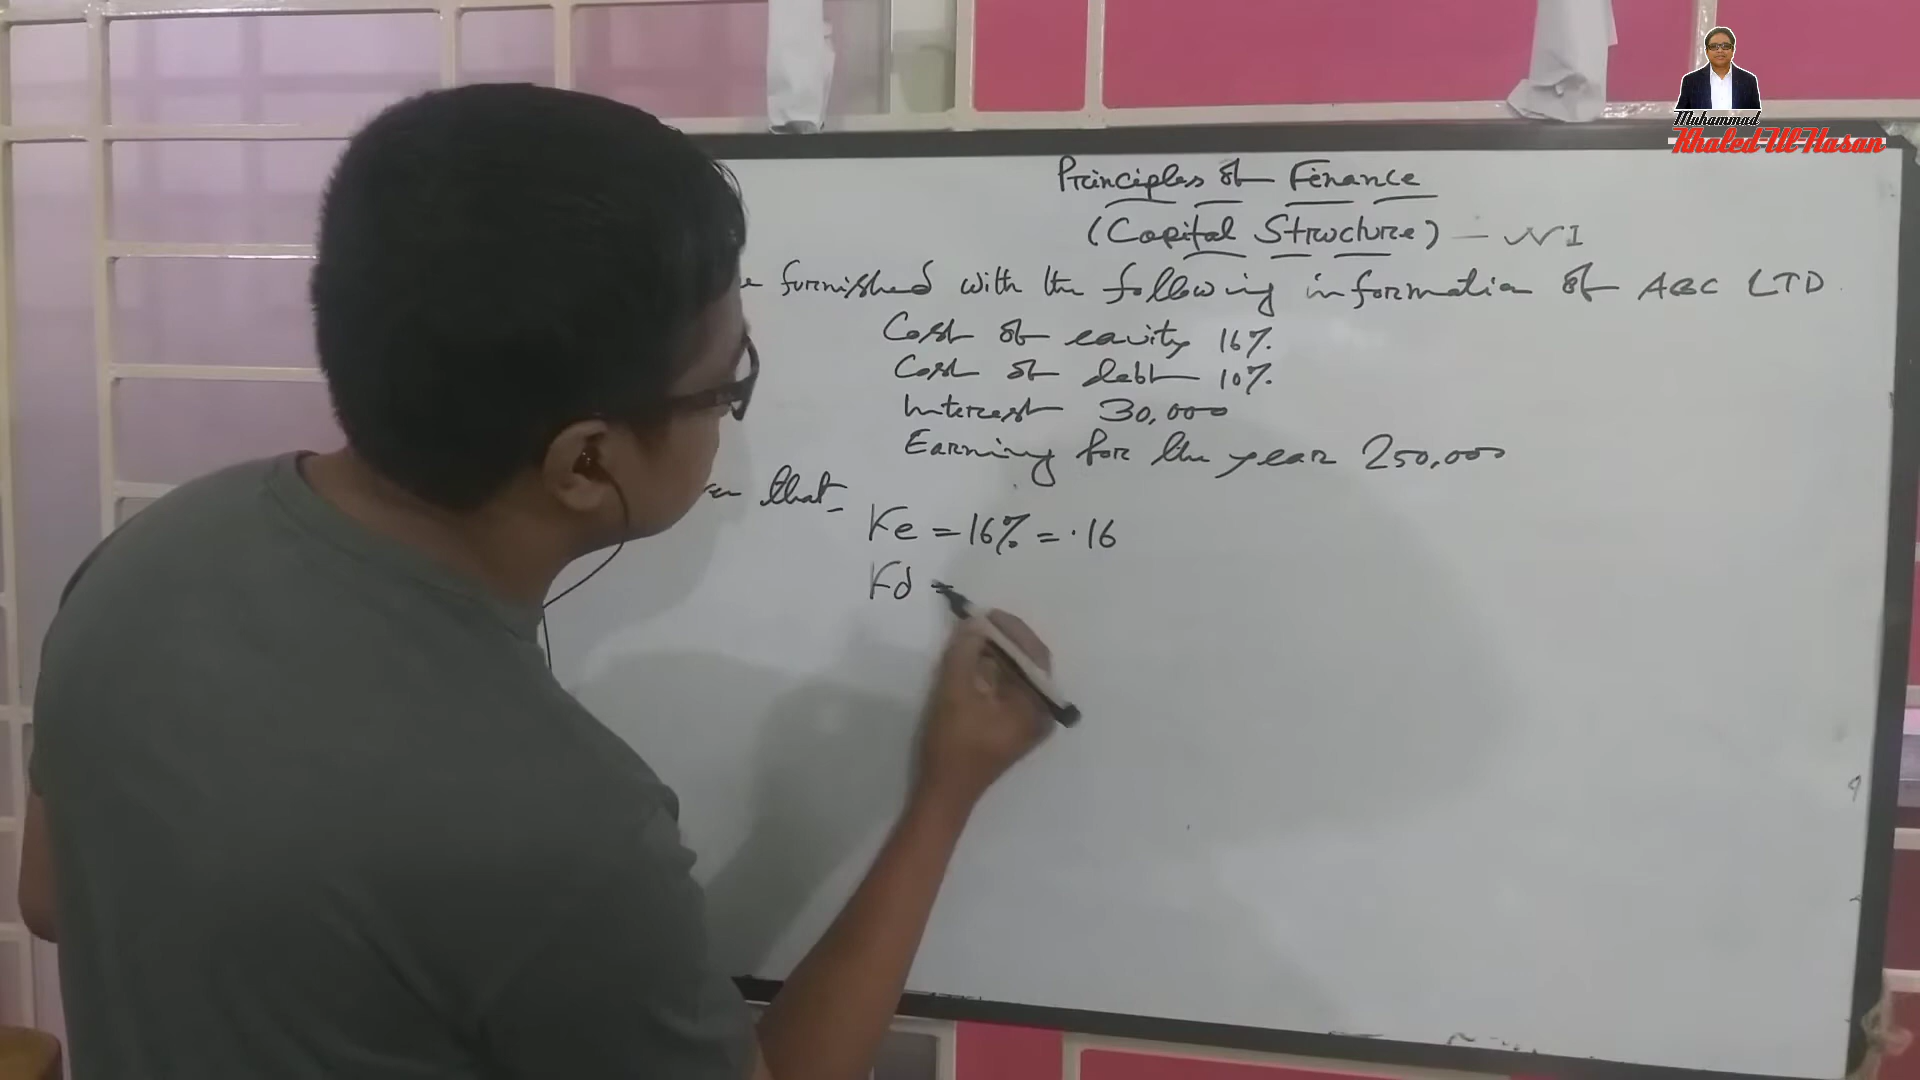 Muhammad
Khaled Ul Hasan
Principles of Finance
(Capital Structure) — NI
e furnished with the following information of ABC LTD.
Cost of equity 16%.
Cost of debt 10%.
Interest 30,000
Earning for the year 250,000
en that -
Ke = 16% = .16
Kd =